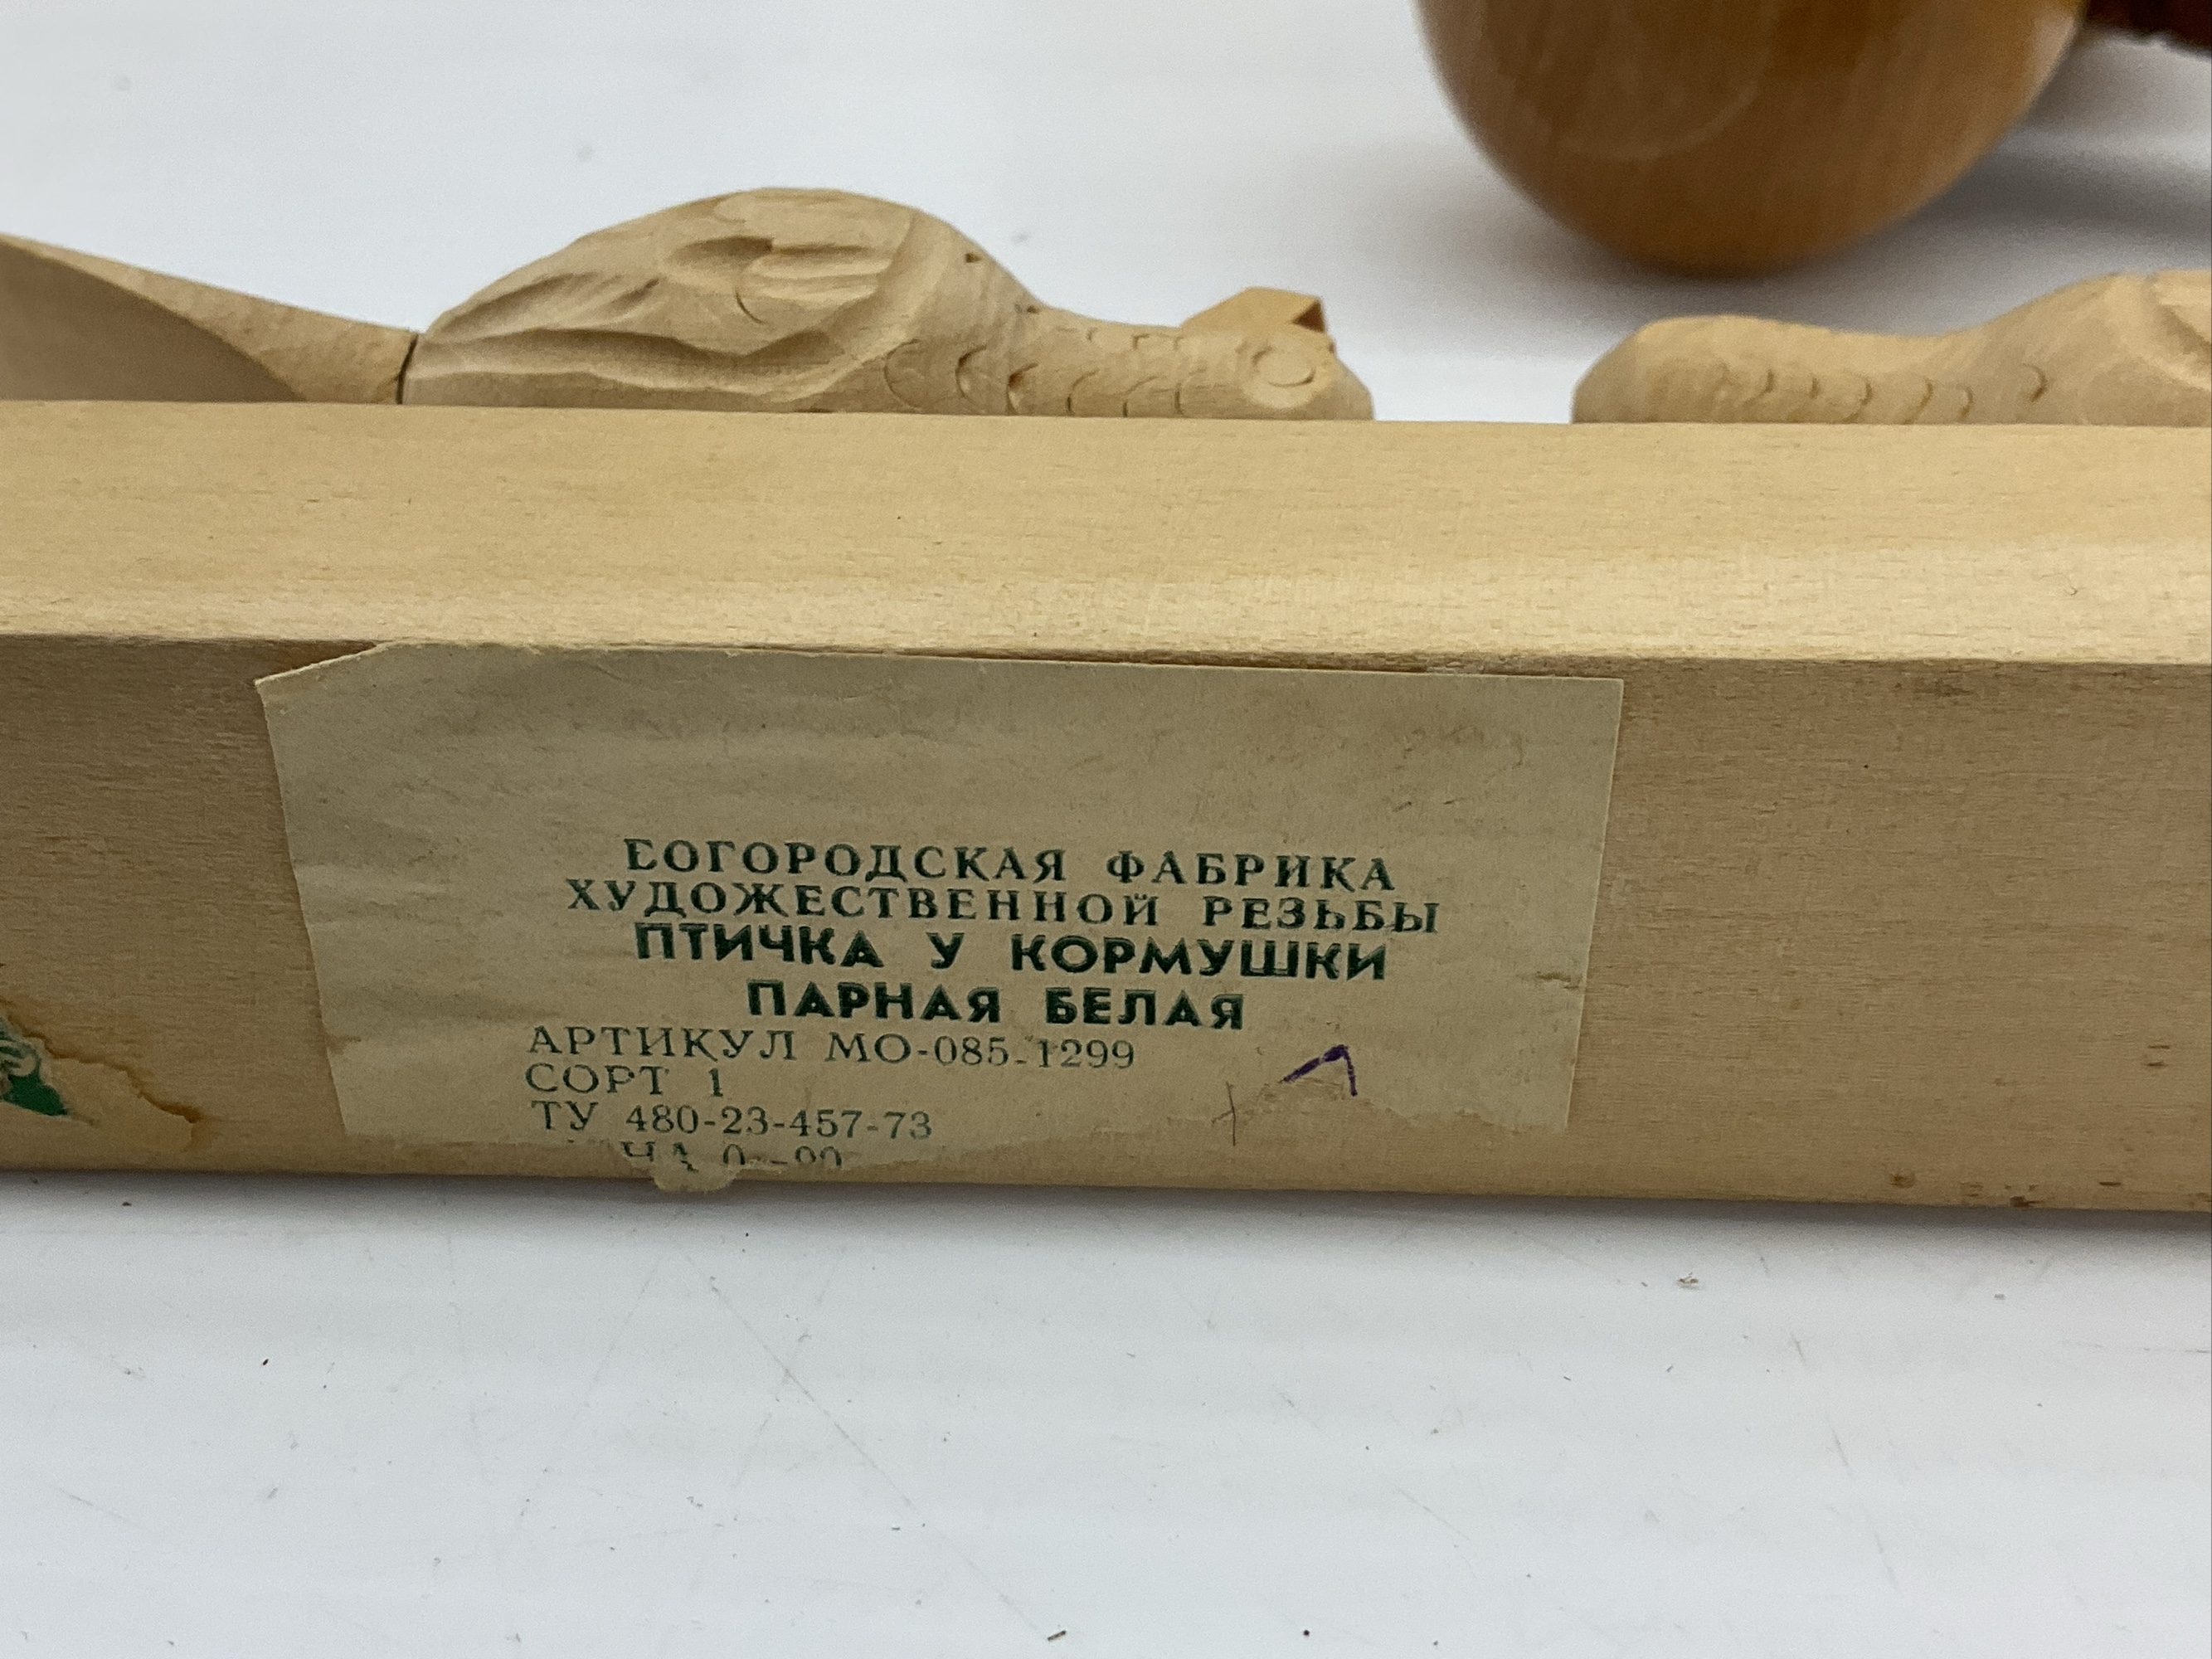 БОГОРОДСКАЯ ФАБРИКА
ХУДОЖЕСТВЕННОЙ РЕЗЬБЫ
ПТИЧКА У КОРМУШКИ
ПАРНАЯ БЕЛАЯ
АРТИКУЛ МО-085-1299
СОРТ 1
ТУ 480-23-457-73
1